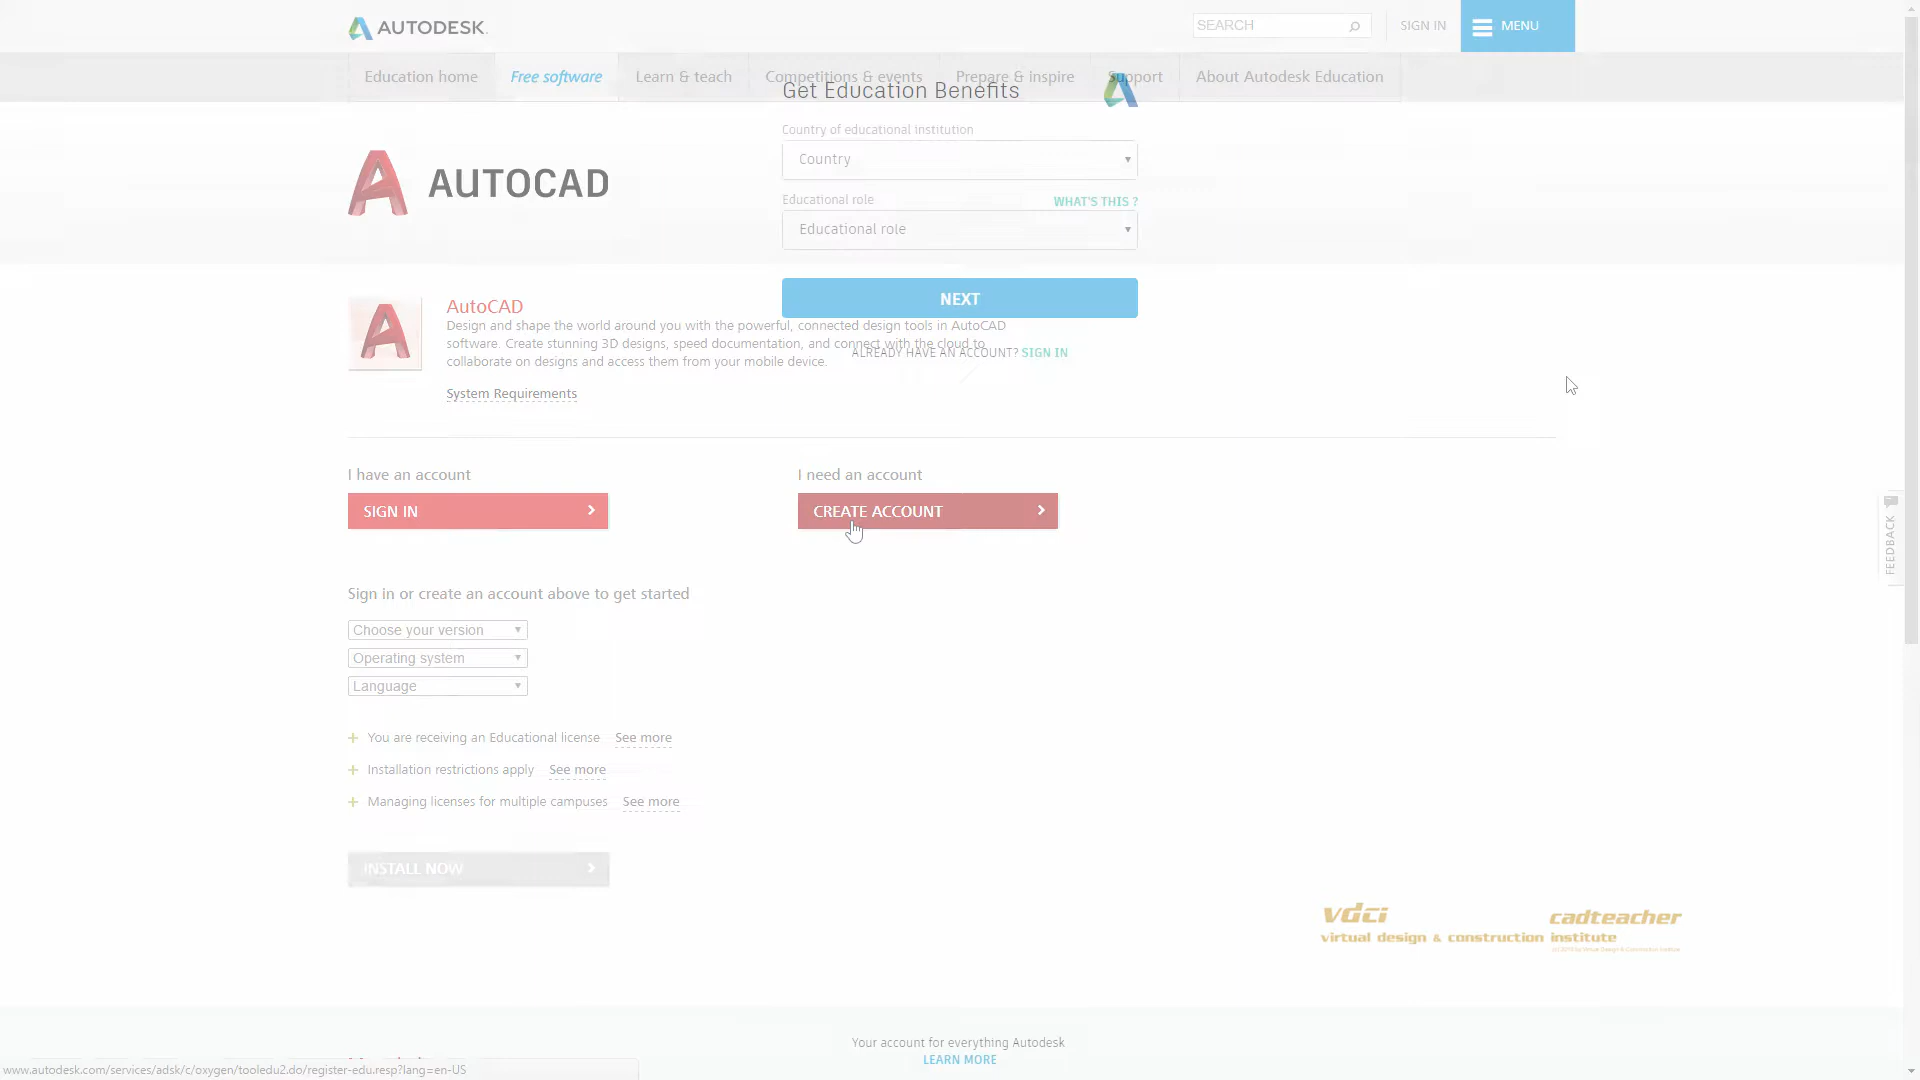 AUTODESK.
SEARCH
SIGN IN
MENU
Education home
Free software
Learn & teach
Competitions & events
Prepare & inspire
Support
About Autodesk Education
Get Education Benefits
Country of educational institution
Country
Educational role
WHAT'S THIS ?
Educational role
NEXT
ALREADY HAVE AN ACCOUNT? SIGN IN
AUTOCAD
AutoCAD
Design and shape the world around you with the powerful, connected design tools in AutoCAD
software. Create stunning 3D designs, speed documentation, and connect with the cloud to
collaborate on designs and access them from your mobile device.
System Requirements
I have an account
SIGN IN
I need an account
CREATE ACCOUNT
FEEDBACK
Sign in or create an account above to get started
Choose your version
Operating system
Language
You are receiving an Educational license See more
Installation restrictions apply See more
Managing licenses for multiple campuses See more
INSTALL NOW
vdci cadteacher
virtual design & construction institute
Your account for everything Autodesk
LEARN MORE
www.autodesk.com/services/adsk/c/oxygen/tooledu2.do/register-edu.resp?lang=en-US